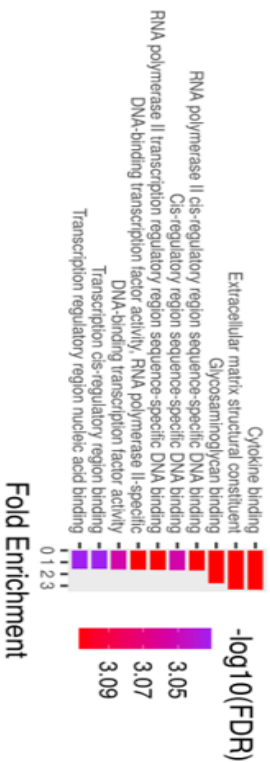 Cytokine binding
Extracellular matrix structural constituent
Glycosaminoglycan binding
RNA polymerase II cis-regulatory region sequence-specific DNA binding
Cis-regulatory region sequence-specific DNA binding
RNA polymerase II transcription regulatory region sequence-specific DNA binding
DNA-binding transcription factor activity, RNA polymerase II-specific
DNA-binding transcription factor activity
Transcription cis-regulatory region binding
Transcription regulatory region nucleic acid binding
0 1 2 3
Fold Enrichment
-log10(FDR)
3.05
3.07
3.09